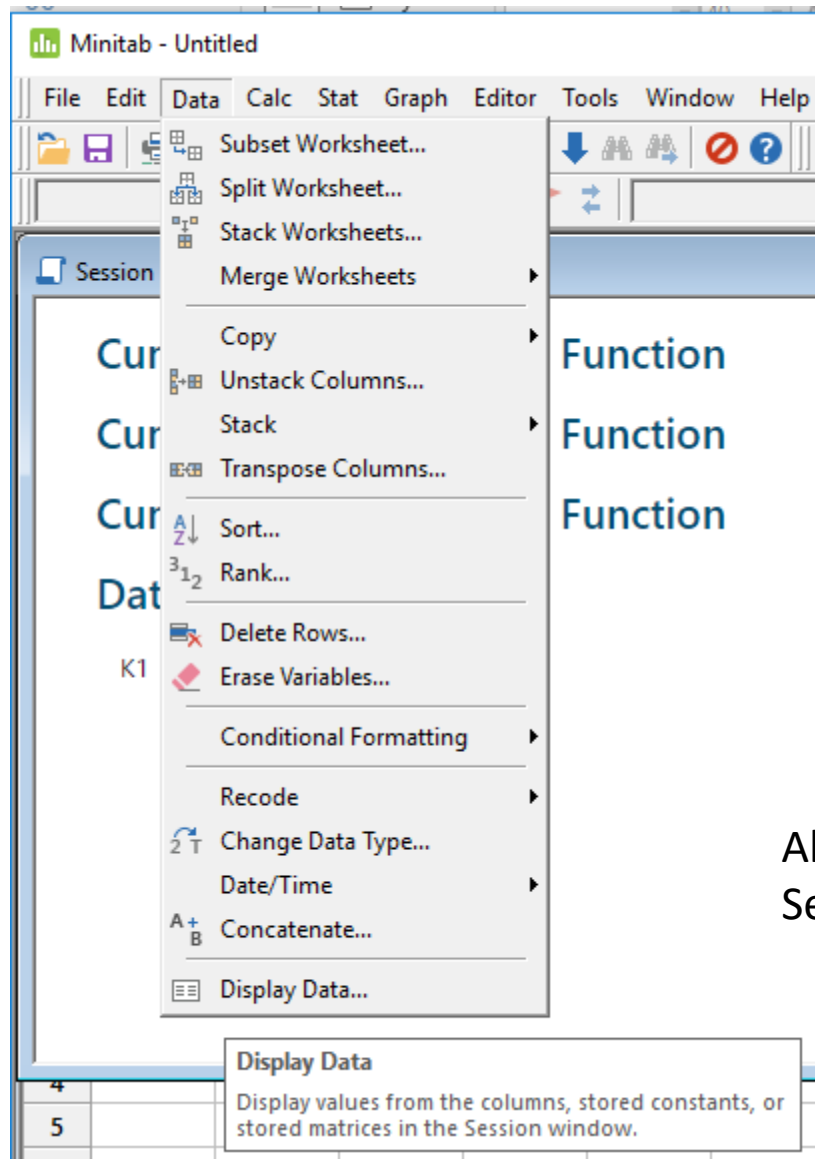 Minitab - Untitled
File Edit Data Calc Stat Graph Editor Tools Window Help
Subset Worksheet...
Split Worksheet...
Stack Worksheets...
Merge Worksheets
Session
Copy
Unstack Columns...
Stack
Transpose Columns...
Sort...
Rank...
Delete Rows...
Erase Variables...
Conditional Formatting
Recode
Change Data Type...
Date/Time
Concatenate...
Display Data...
Cur Function
Cur Function
Cur Function
Dat
K1
Display Data
Display values from the columns, stored constants, or
stored matrices in the Session window.
4
5